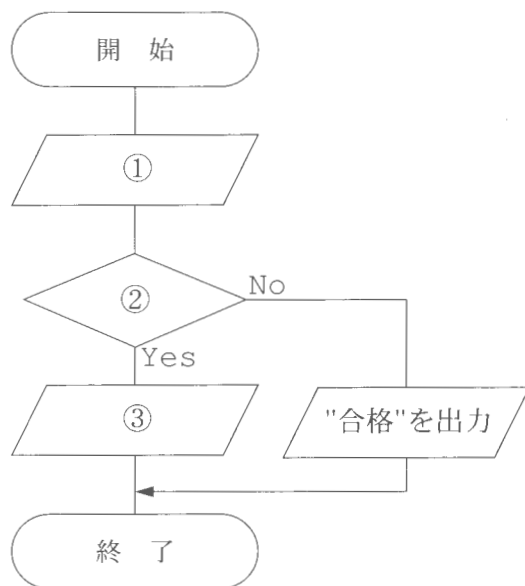 開 始
①
②
No
Yes
③
"合格"を出力
終 了